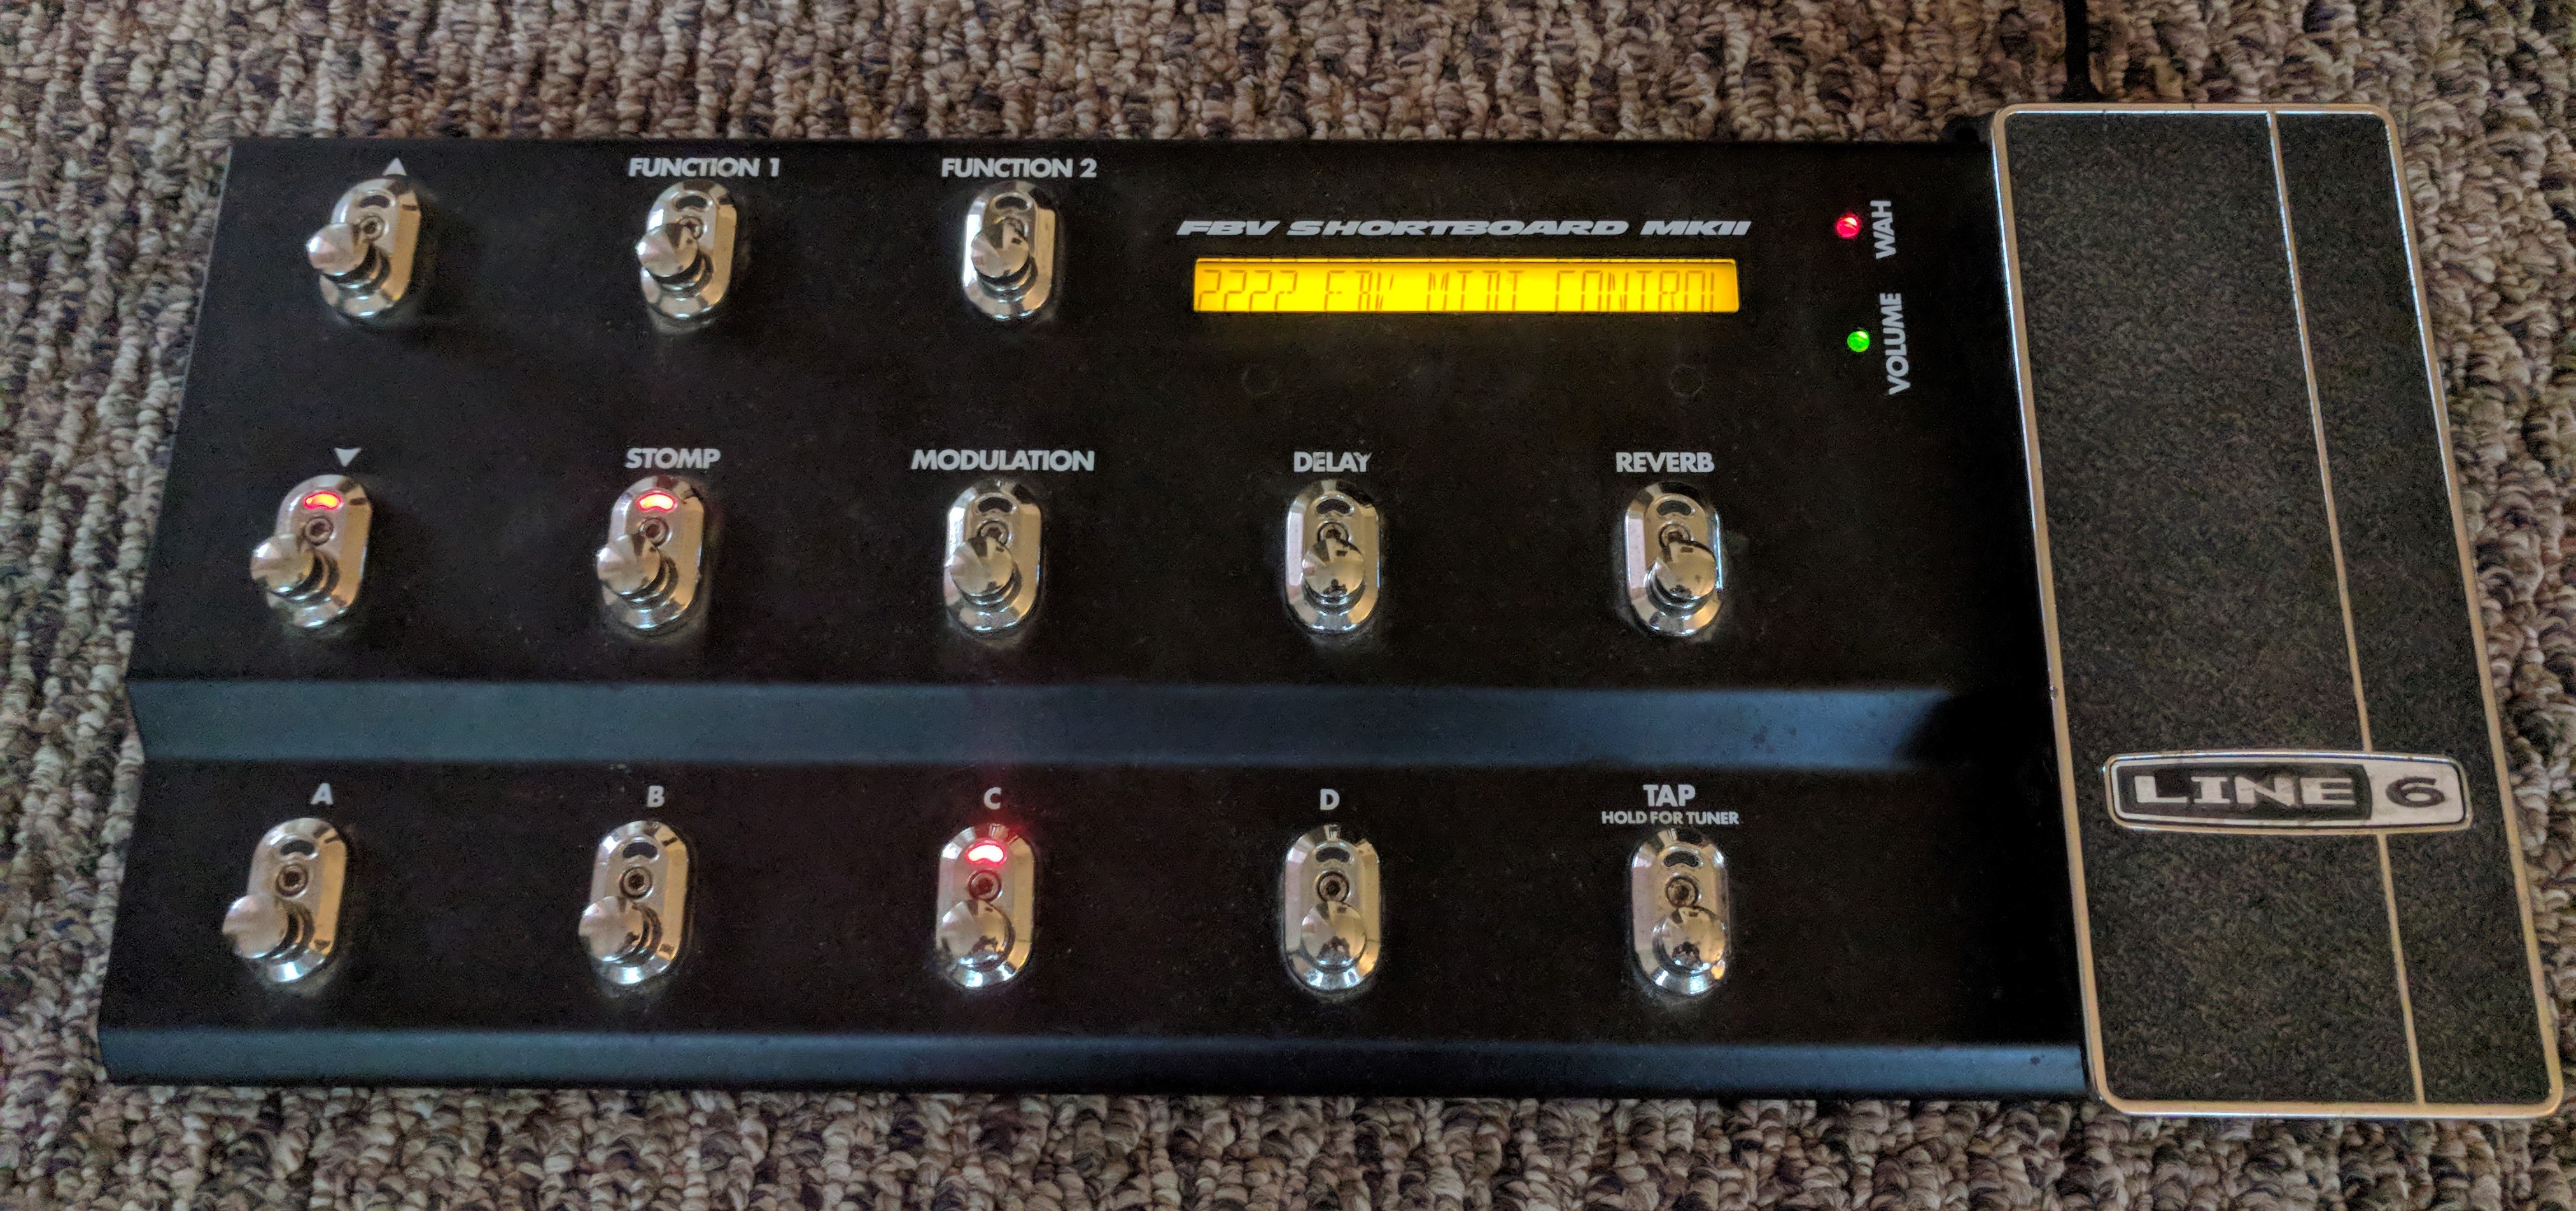 ▲ FUNCTION 1 FUNCTION 2
FBV SHORTBOARD MKII
2222 FBV MIDI CONTROL
WAH
VOLUME
▼ STOMP MODULATION DELAY REVERB
A B C D TAP
HOLD FOR TUNER
LINE 6